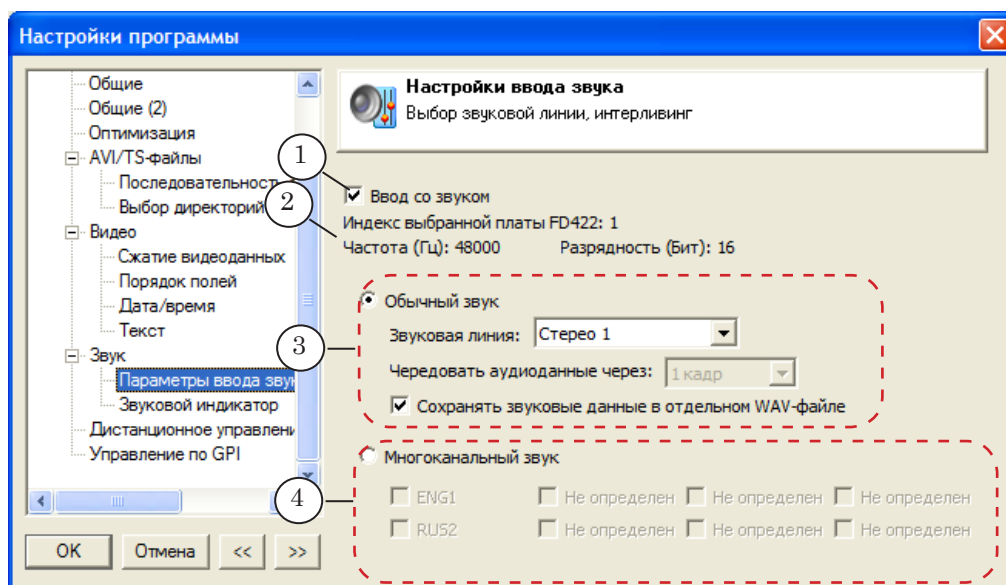 Настройки программы
Общие
Общие (2)
Оптимизация
AVI/TS-файлы
Последовательность
Выбор директорий
Видео
Сжатие видеоданных
Порядок полей
Дата/время
Текст
Звук
Параметры ввода зву
Звуковой индикатор
Дистанционное управлени
Управление по GPI
ОК
Отмена
<<
>>
Настройки ввода звука
Выбор звуковой линии, интерливинг
1
Ввод со звуком
2
Индекс выбранной платы FD422: 1
Частота (Гц): 48000 Разрядность (Бит): 16
3
Обычный звук
Звуковая линия: Стерео 1
Чередовать аудиоданные через: 1 кадр
Сохранять звуковые данные в отдельном WAV-файле
4
Многоканальный звук
ENG1 Не определен Не определен Не определен
RUS2 Не определен Не определен Не определен